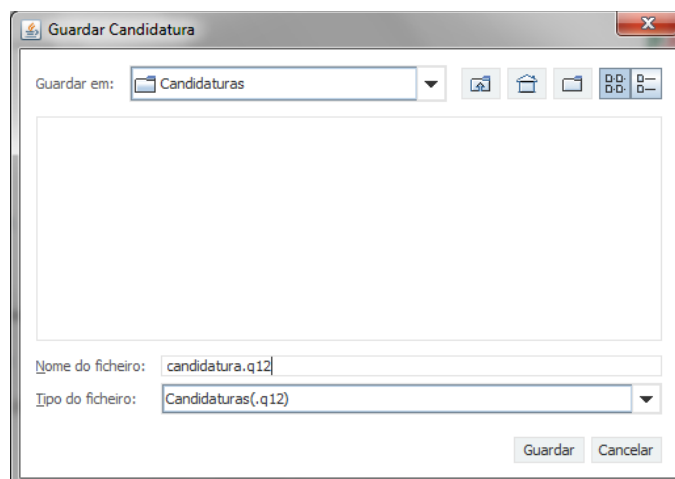 Guardar Candidatura
Guardar em: Candidaturas
Nome do ficheiro: candidatura.q12
Tipo do ficheiro: Candidaturas(.q12)
Guardar Cancelar